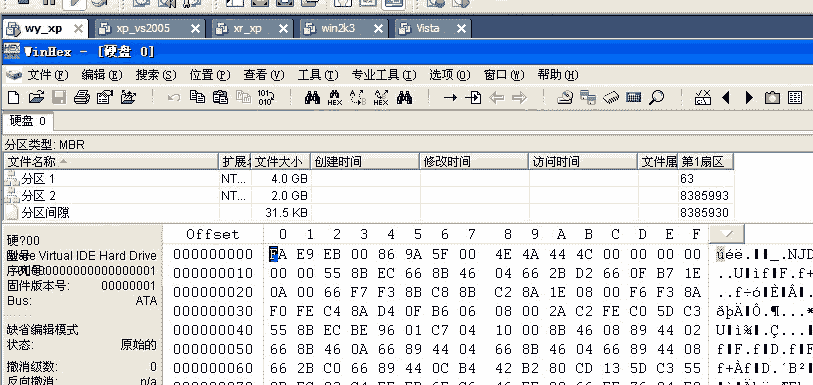 wy_xp xp_vs2005 xr_xp win2k3 Vista
WinHex - [硬盘 0]
文件(F) 编辑(E) 搜索(S) 位置(P) 查看(V) 工具(T) 专业工具(I) 选项(O) 窗口(W) 帮助(H)
硬盘 0
分区类型: MBR
文件名称 扩展名 文件大小 创建时间 修改时间 访问时间 文件属 第1扇区
分区 1 NT... 4.0 GB 63
分区 2 NT... 2.0 GB 8385993
分区间隙 31.5 KB 8385930
Offset 0 1 2 3 4 5 6 7 8 9 A B C D E F
000000000 FA E9 EB 00 86 9A 5F 00 4E 4A 44 4C 00 00 00 00
000000010 00 00 55 8B EC 66 8B 46 04 66 2B D2 66 0F B7 1E
000000020 0A 00 66 F7 F3 8B C8 8B C2 8A 1E 08 00 F6 F3 8A
000000030 F0 FE C4 8A D4 0F B6 06 08 00 2A C2 FE C0 5D C3
000000040 55 8B EC BE 96 01 C7 04 10 00 8B 46 08 89 44 02
000000050 66 8B 46 0A 66 89 44 04 66 8B 46 04 66 89 44 08
000000060 66 2B C0 66 89 44 0C B4 42 B2 80 CD 13 5D C3 55
硬?00
Virtual IDE Hard Drive
序列号:0000000000000001
固件版本号: 00000001
Bus: ATA
缺省编辑模式
状态: 原始的
撤消级数: 0
反向撤消: n/a